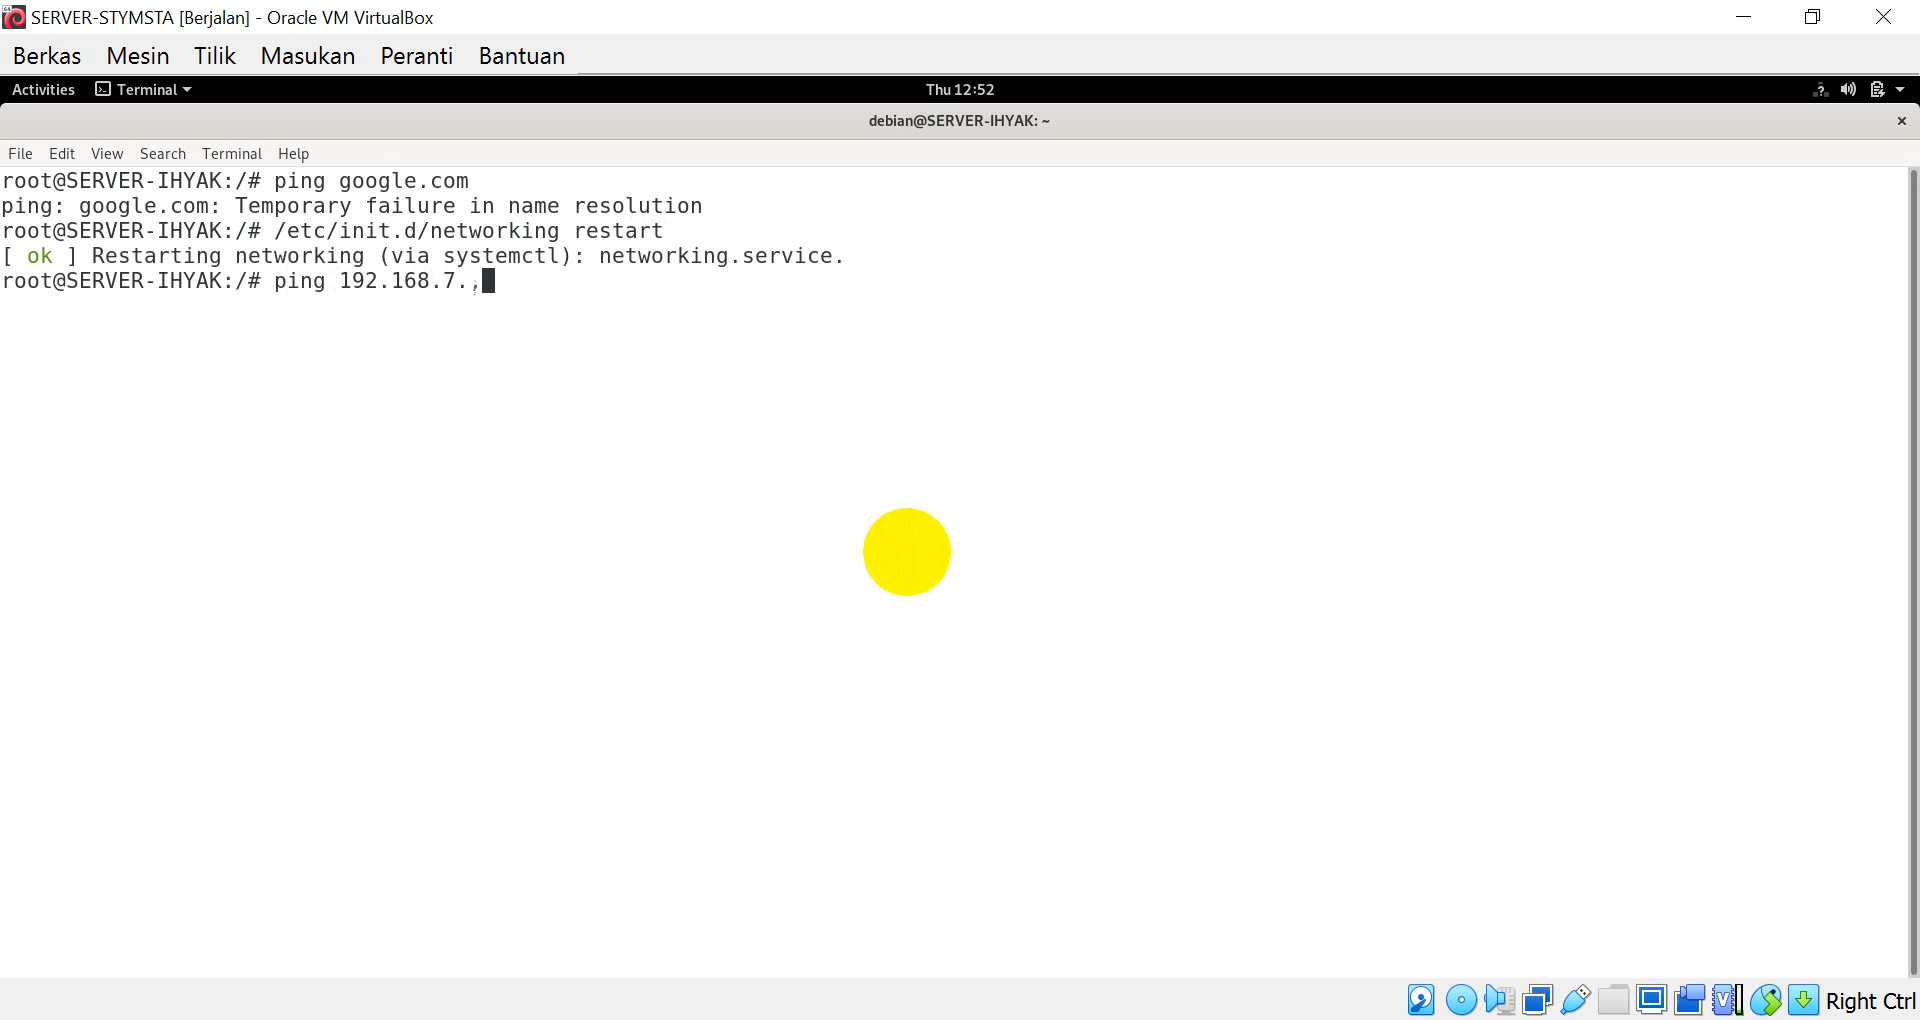 SERVER-STYMSTA [Berjalan] - Oracle VM VirtualBox
Berkas Mesin Tilik Masukan Peranti Bantuan
Activities Terminal Thu 12:52
debian@SERVER-IHYAK: ~
File Edit View Search Terminal Help
root@SERVER-IHYAK:/# ping google.com
ping: google.com: Temporary failure in name resolution
root@SERVER-IHYAK:/# /etc/init.d/networking restart
[ ok ] Restarting networking (via systemctl): networking.service.
root@SERVER-IHYAK:/# ping 192.168.7.
Right Ctrl